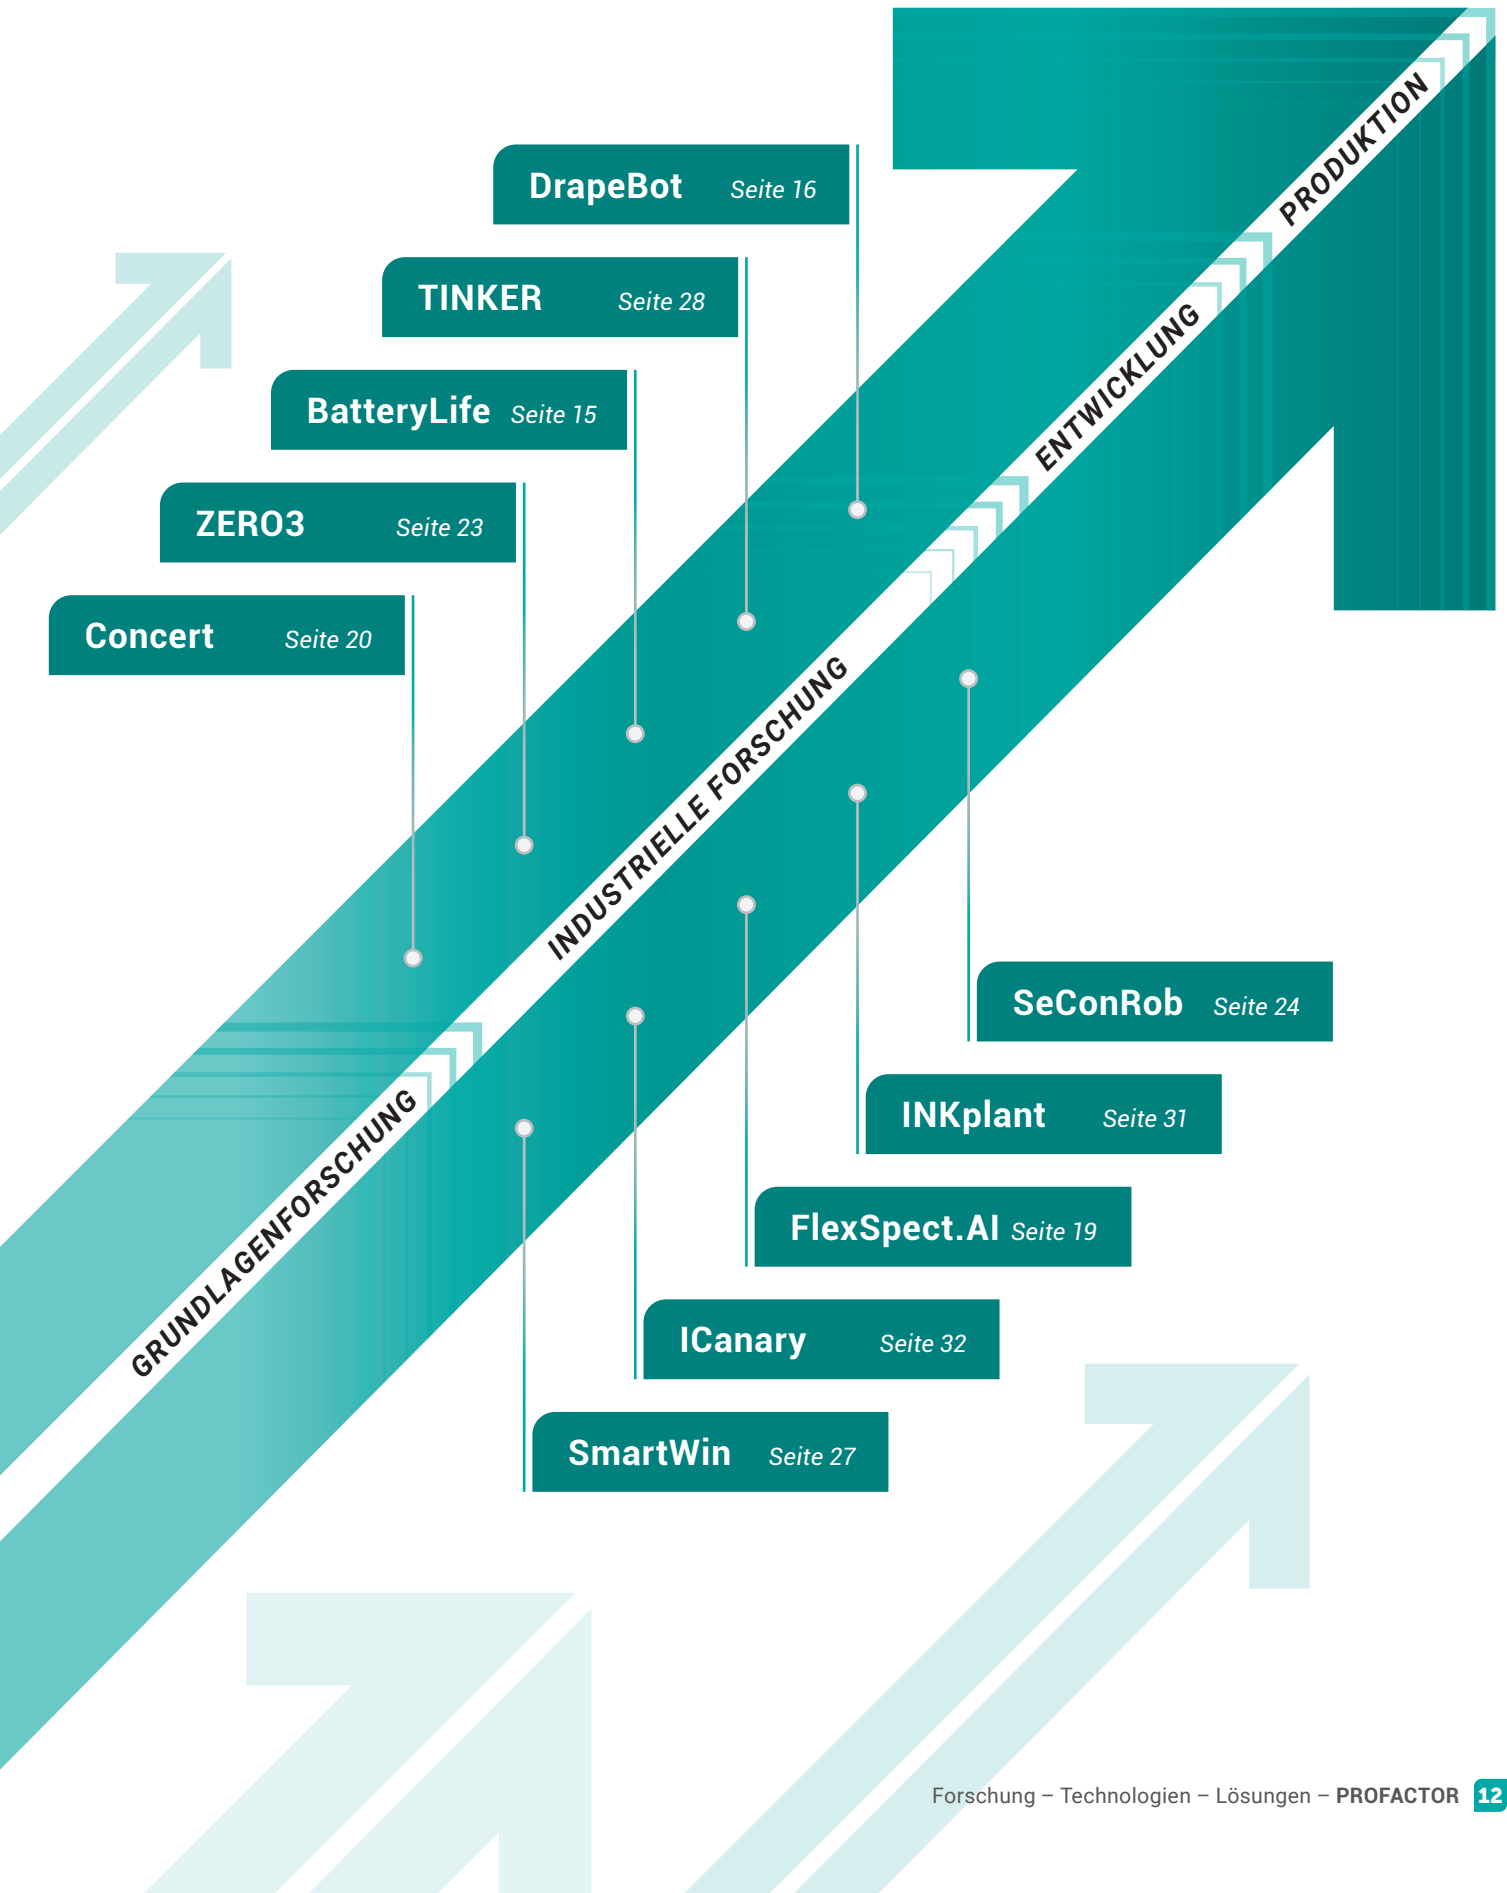 DrapeBot Seite 16
TINKER Seite 28
BatteryLife Seite 15
ZERO3 Seite 23
Concert Seite 20
PRODUKTION
ENTWICKLUNG
INDUSTRIELLE FORSCHUNG
GRUNDLAGENFORSCHUNG
SeConRob Seite 24
INKplant Seite 31
FlexSpect.AI Seite 19
ICanary Seite 32
SmartWin Seite 27
Forschung – Technologien – Lösungen – PROFACTOR 12